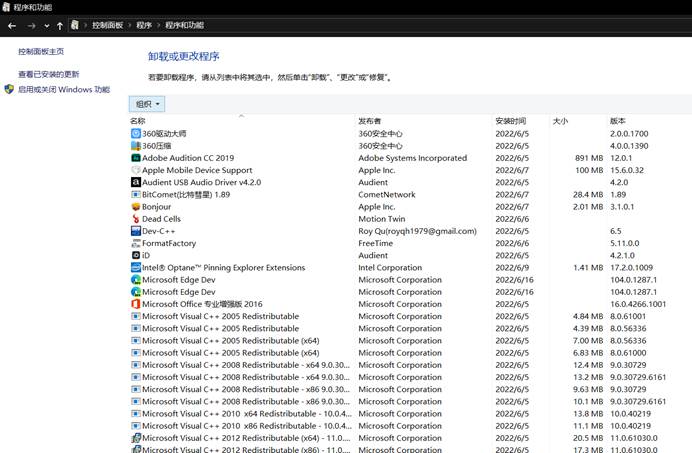 程序和功能
控制面板 > 程序 > 程序和功能
控制面板主页
查看已安装的更新
启用或关闭 Windows 功能
卸载或更改程序
若要卸载程序，请从列表中将其选中，然后单击"卸载"、"更改"或"修复"。
组织
名称 发布者 安装时间 大小 版本
360驱动大师 360安全中心 2022/6/5 2.0.0.1700
360压缩 360安全中心 2022/6/5 4.0.0.1390
Adobe Audition CC 2019 Adobe Systems Incorporated 2022/6/5 891 MB 12.0.1
Apple Mobile Device Support Apple Inc. 2022/6/7 100 MB 15.6.0.32
Audient USB Audio Driver v4.2.0 Audient 2022/6/5 4.2.0
BitComet(比特彗星) 1.89 CometNetwork 2022/6/7 28.4 MB 1.89
Bonjour Apple Inc. 2022/6/7 2.01 MB 3.1.0.1
Dead Cells Motion Twin 2022/6/6
Dev-C++ Roy Qu(royqh1979@gmail.com) 2022/6/5 6.5
FormatFactory FreeTime 2022/6/6 5.11.0.0
iD Audient 2022/6/5 4.2.1.0
Intel® Optane™ Pinning Explorer Extensions Intel Corporation 2022/6/9 1.41 MB 17.2.0.1009
Microsoft Edge Dev Microsoft Corporation 2022/6/16 104.0.1287.1
Microsoft Edge Dev Microsoft Corporation 2022/6/16 104.0.1287.1
Microsoft Office 专业增强版 2016 Microsoft Corporation 2022/6/5 16.0.4266.1001
Microsoft Visual C++ 2005 Redistributable Microsoft Corporation 2022/6/5 4.84 MB 8.0.61001
Microsoft Visual C++ 2005 Redistributable Microsoft Corporation 2022/6/5 4.39 MB 8.0.56336
Microsoft Visual C++ 2005 Redistributable (x64) Microsoft Corporation 2022/6/5 7.00 MB 8.0.56336
Microsoft Visual C++ 2005 Redistributable (x64) Microsoft Corporation 2022/6/5 6.83 MB 8.0.61000
Microsoft Visual C++ 2008 Redistributable - x64 9.0.30... Microsoft Corporation 2022/6/5 12.4 MB 9.0.30729
Microsoft Visual C++ 2008 Redistributable - x64 9.0.30... Microsoft Corporation 2022/6/5 13.2 MB 9.0.30729.6161
Microsoft Visual C++ 2008 Redistributable - x86 9.0.30... Microsoft Corporation 2022/6/5 9.63 MB 9.0.30729
Microsoft Visual C++ 2008 Redistributable - x86 9.0.30... Microsoft Corporation 2022/6/5 10.1 MB 9.0.30729.6161
Microsoft Visual C++ 2010  x64 Redistributable - 10.0.4... Microsoft Corporation 2022/6/5 13.8 MB 10.0.40219
Microsoft Visual C++ 2010  x86 Redistributable - 10.0.4... Microsoft Corporation 2022/6/5 11.1 MB 10.0.40219
Microsoft Visual C++ 2012 Redistributable (x64) - 11.0... Microsoft Corporation 2022/6/5 20.5 MB 11.0.61030.0
Microsoft Visual C++ 2012 Redistributable (x86) - 11.0... Microsoft Corporation 2022/6/5 17.3 MB 11.0.61030.0